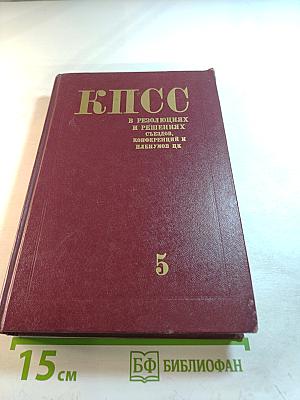 КПСС
В РЕЗОЛЮЦИЯХ
И РЕШЕНИЯХ
СЪЕЗДОВ,
КОНФЕРЕНЦИЙ И
ПЛЕНУМОВ ЦК
5
15 см
БФ БИБЛИОФАН